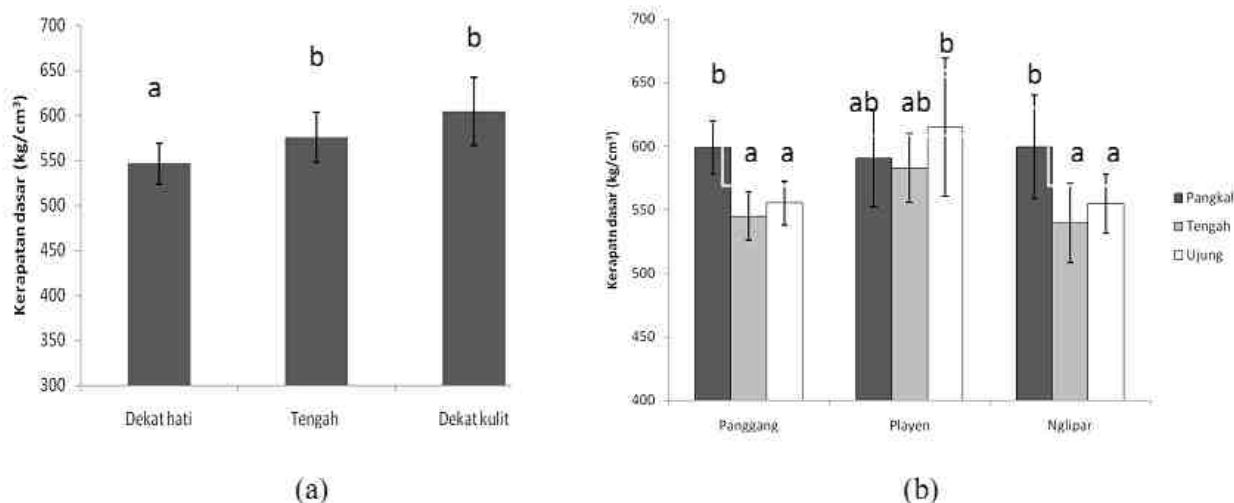 700
650
600
550
500
450
400
350
300
Kerapatan dasar (kg/cm³)
a
b
b
Dekat hati
Tengah
Dekat kulit
(a)
700
650
600
550
500
450
400
Kerapatn dasar (kg/cm³)
b
a
a
ab
ab
b
b
a
a
Panggang
Playen
Nglipar
Pangkal
Tengah
Ujung
(b)